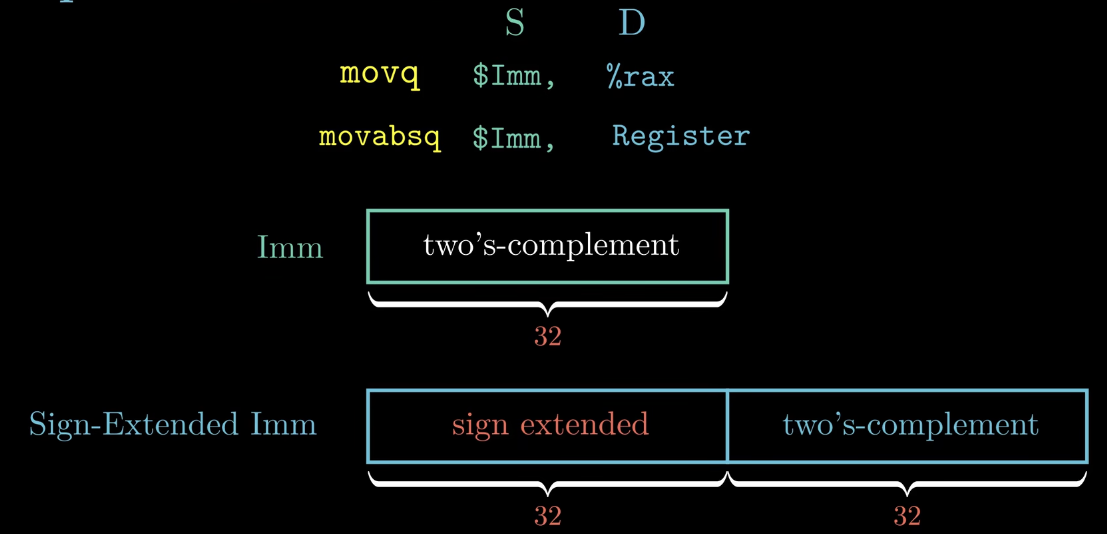 S D
movq $Imm, %rax
movabsq $Imm, Register
Imm two's-complement
32
Sign-Extended Imm sign extended two's-complement
32 32